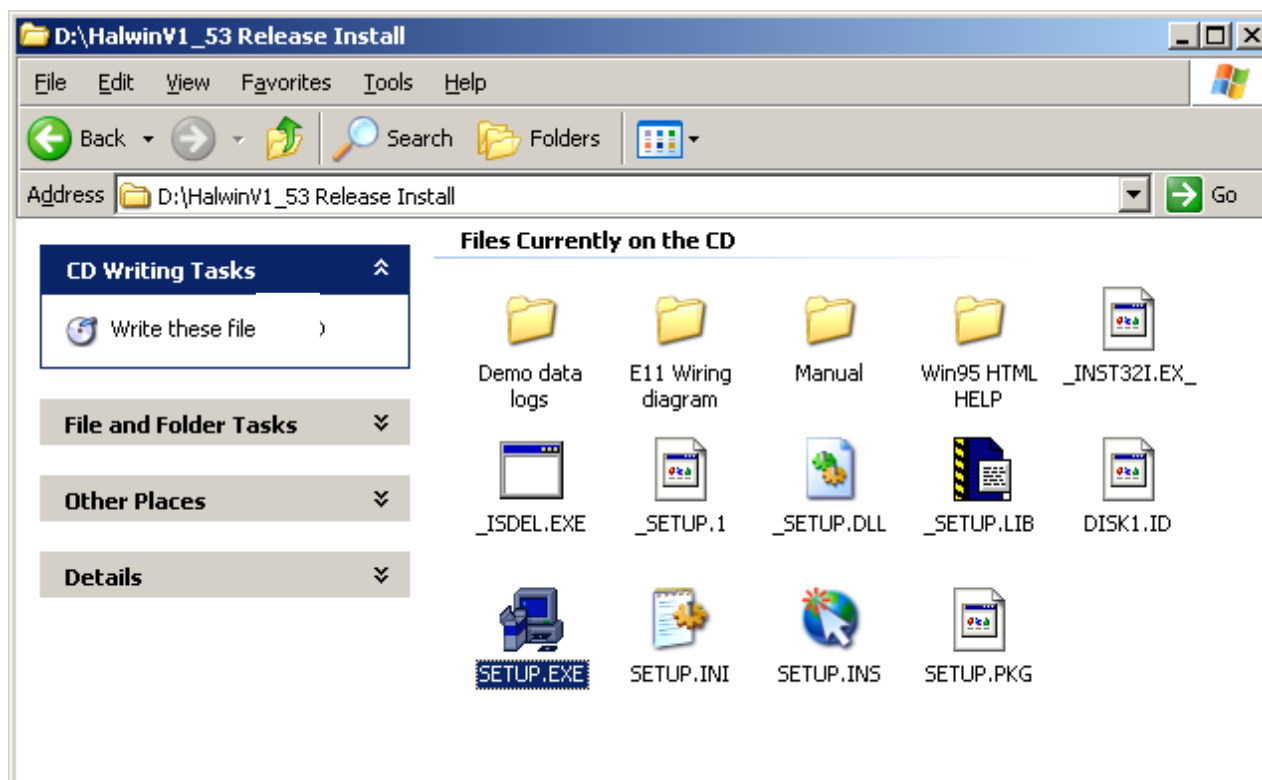 D:\HalwinV1_53 Release Install
File Edit View Favorites Tools Help
Back Search Folders
Address D:\HalwinV1_53 Release Install Go
Files Currently on the CD
CD Writing Tasks
Write these file )
File and Folder Tasks
Other Places
Details
Demo data logs
E11 Wiring diagram
Manual
Win95 HTML HELP
_INST32I.EX_
_ISDEL.EXE
_SETUP.1
_SETUP.DLL
_SETUP.LIB
DISK1.ID
SETUP.EXE
SETUP.INI
SETUP.INS
SETUP.PKG